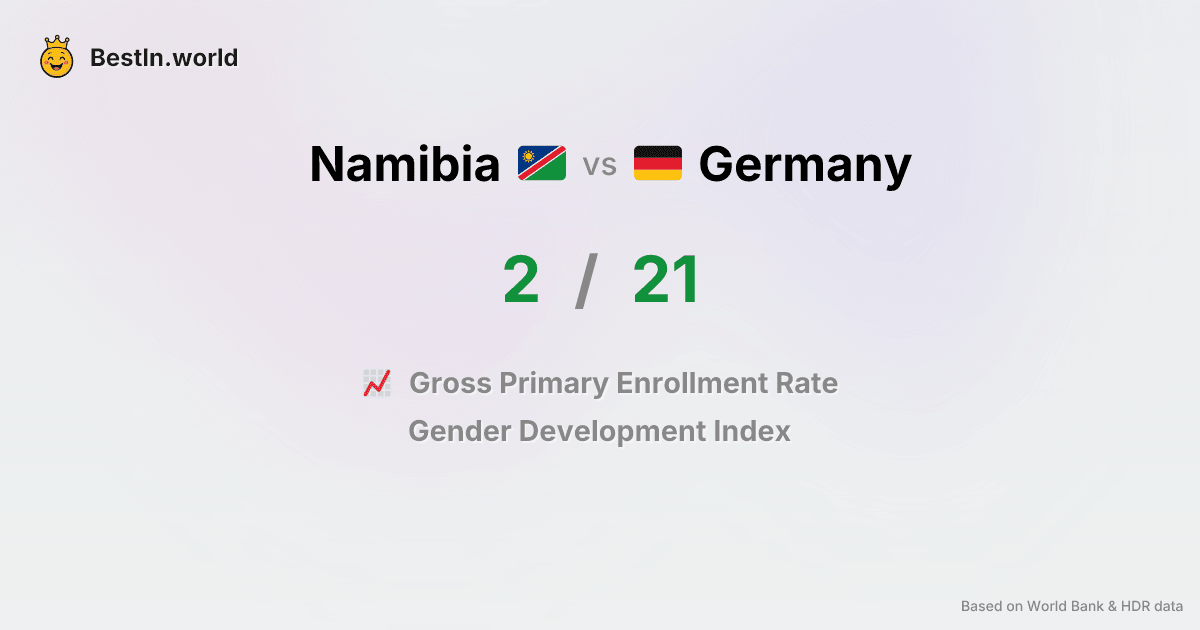 BestIn.world
Namibia vs Germany
2 / 21
Gross Primary Enrollment Rate
Gender Development Index
Based on World Bank & HDR data